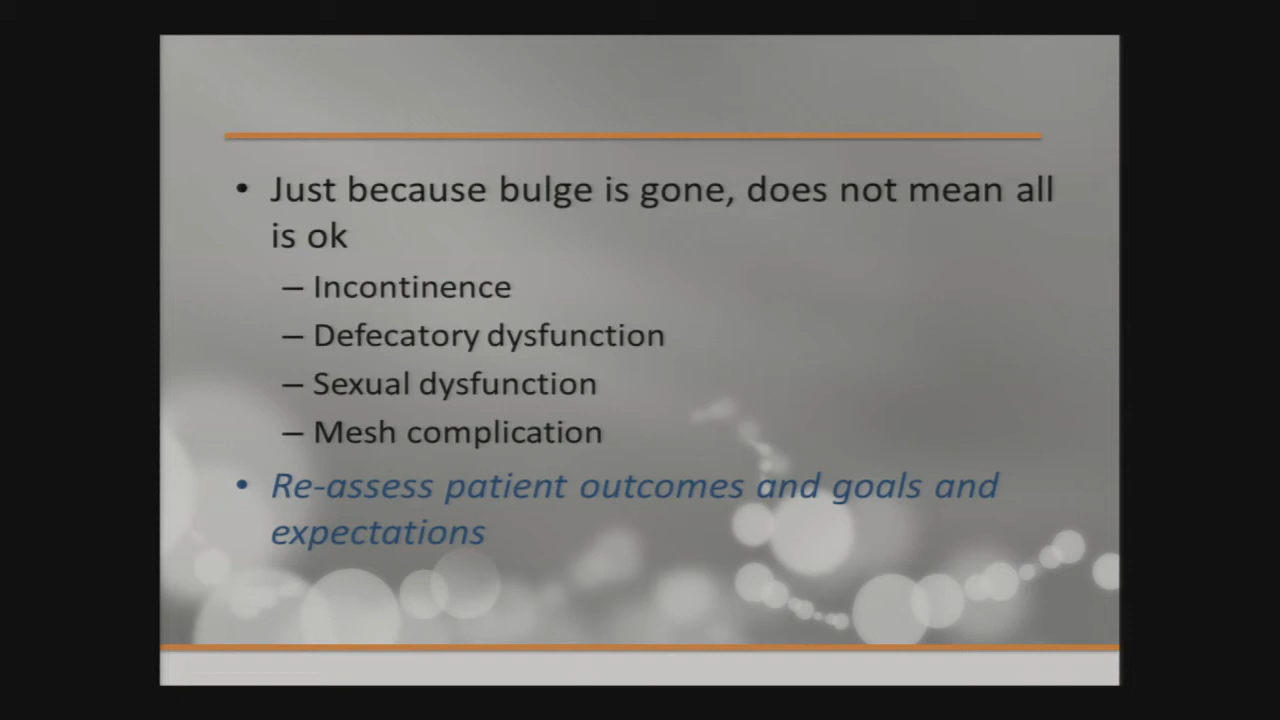 • Just because bulge is gone, does not mean all
is ok
– Incontinence
– Defecatory dysfunction
– Sexual dysfunction
– Mesh complication
• Re-assess patient outcomes and goals and
expectations